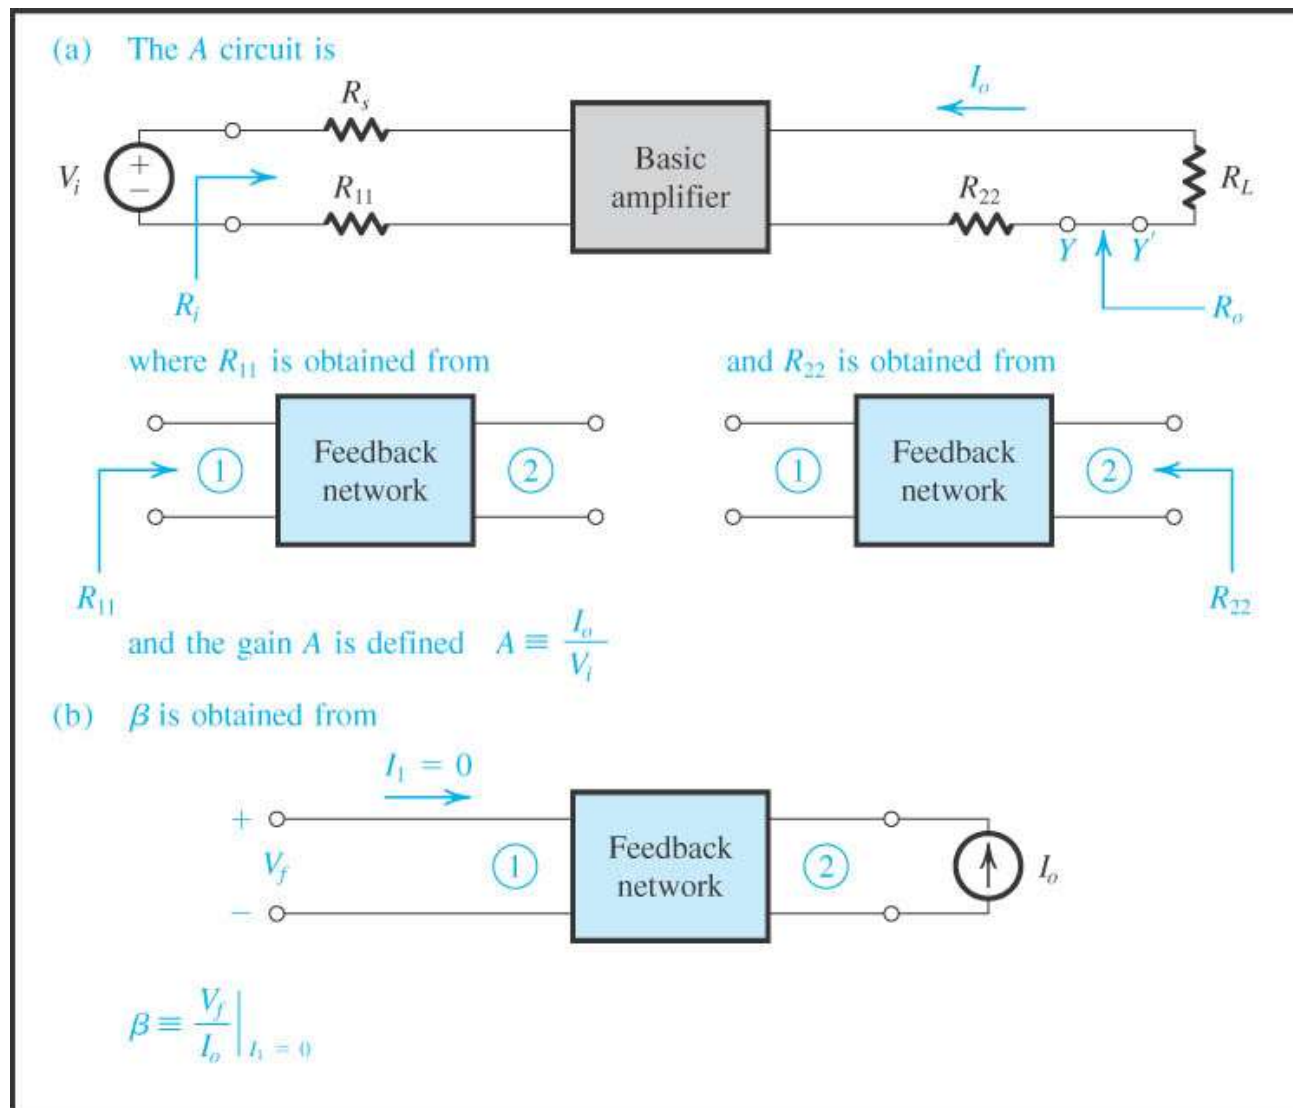 (a) The A circuit is
I_o
R_s
V_i
+
−
R_11
Basic
amplifier
R_22
R_L
Y
Y′
R_i
R_o
where R_11 is obtained from
and R_22 is obtained from
1
Feedback
network
2
R_11
1
Feedback
network
2
R_22
and the gain A is defined A ≡ I_o / V_i
(b) β is obtained from
I_1 = 0
+
V_f
−
1
Feedback
network
2
I_o
β ≡ V_f / I_o | I_1 = 0